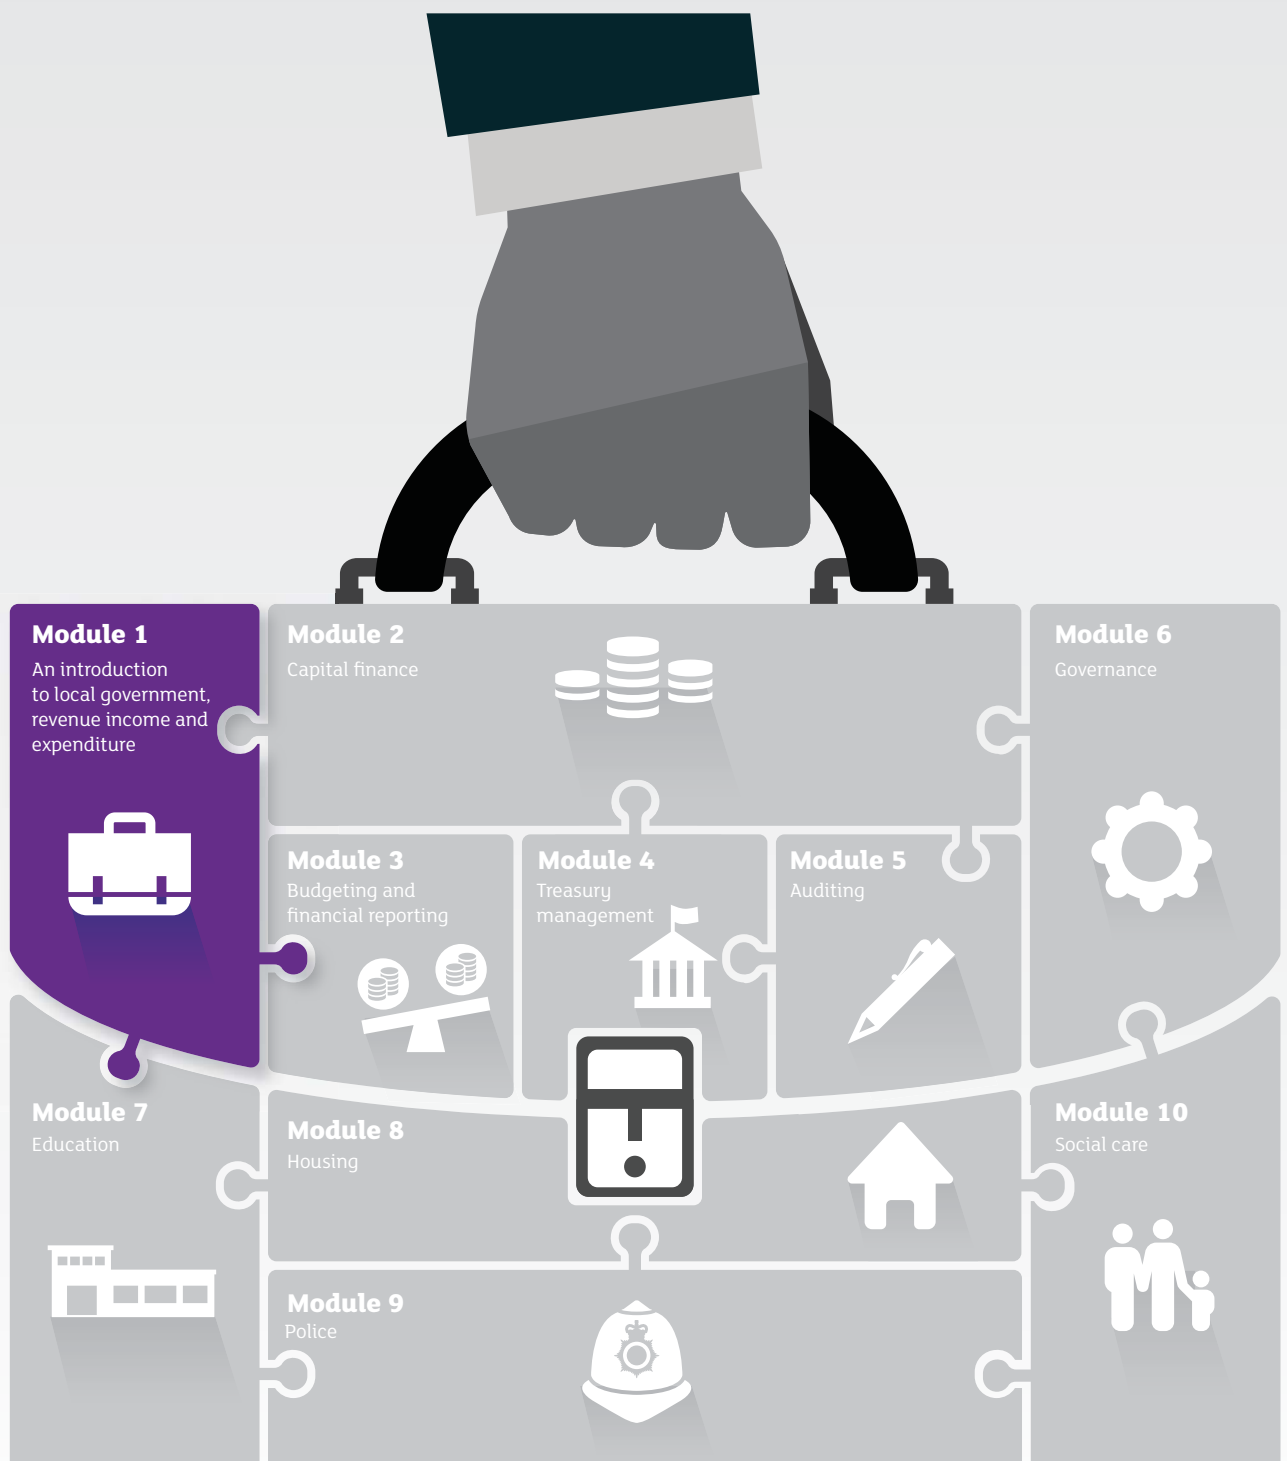 Module 1
An introduction
to local government,
revenue income and
expenditure
Module 2
Capital finance
Module 6
Governance
Module 3
Budgeting and
financial reporting
Module 4
Treasury
management
Module 5
Auditing
Module 7
Education
Module 8
Housing
Module 10
Social care
Module 9
Police